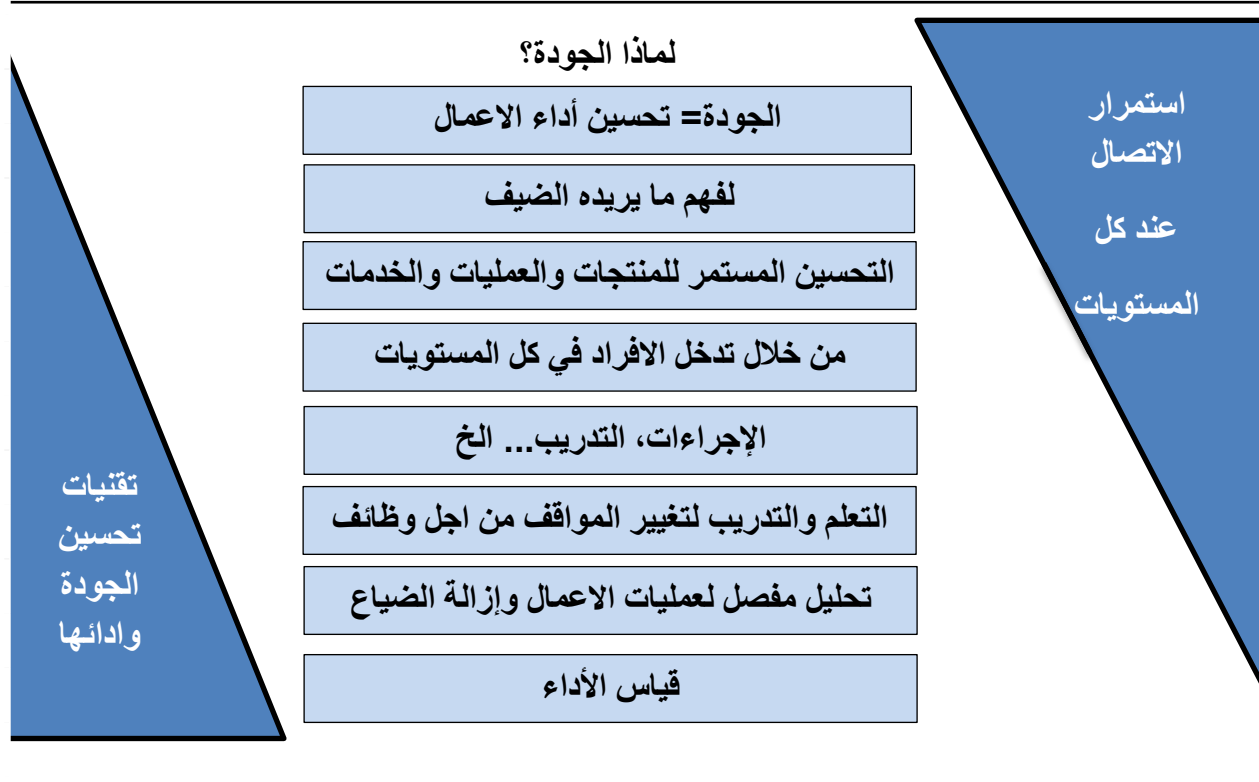 لماذا الجودة؟
الجودة= تحسين أداء الاعمال
لفهم ما يريده الضيف
التحسين المستمر للمنتجات والعمليات والخدمات
من خلال تدخل الافراد في كل المستويات
الإجراءات، التدريب... الخ
التعلم والتدريب لتغيير المواقف من اجل وظائف
تحليل مفصل لعمليات الاعمال وإزالة الضياع
قياس الأداء
استمرار
الاتصال
عند كل
المستويات
تقنيات
تحسين
الجودة
وادائها